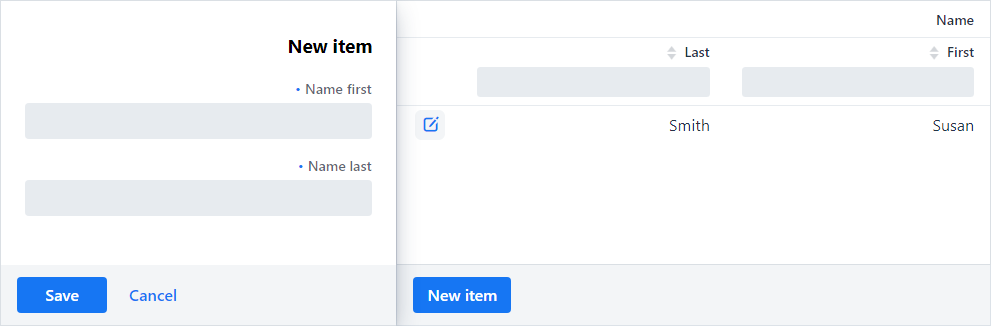 New item
• Name first
• Name last
Save
Cancel
Name
Last
First
Smith
Susan
New item